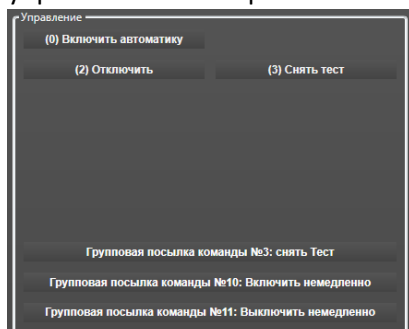 Управление
(0) Включить автоматику
(2) Отключить (3) Снять тест
Групповая посылка команды №3: снять Тест
Групповая посылка команды №10: Включить немедленно
Групповая посылка команды №11: Выключить немедленно